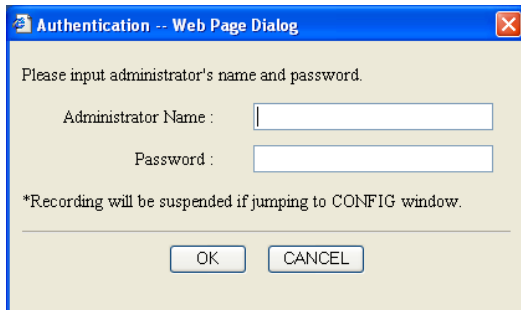 Authentication -- Web Page Dialog
Please input administrator's name and password.
Administrator Name :
Password :
*Recording will be suspended if jumping to CONFIG window.
OK CANCEL